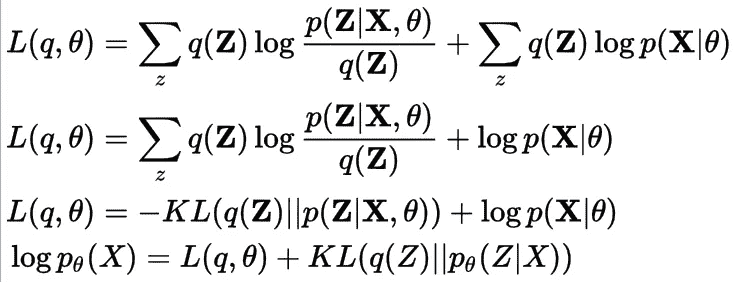 L(q, θ) = ∑_z q(𝐙) log p(𝐙|𝐗, θ) / q(𝐙) + ∑_z q(𝐙) log p(𝐗|θ)
L(q, θ) = ∑_z q(𝐙) log p(𝐙|𝐗, θ) / q(𝐙) + log p(𝐗|θ)
L(q, θ) = −KL(q(𝐙)||p(𝐙|𝐗, θ)) + log p(𝐗|θ)
log p_θ(X) = L(q, θ) + KL(q(Z)||p_θ(Z|X))